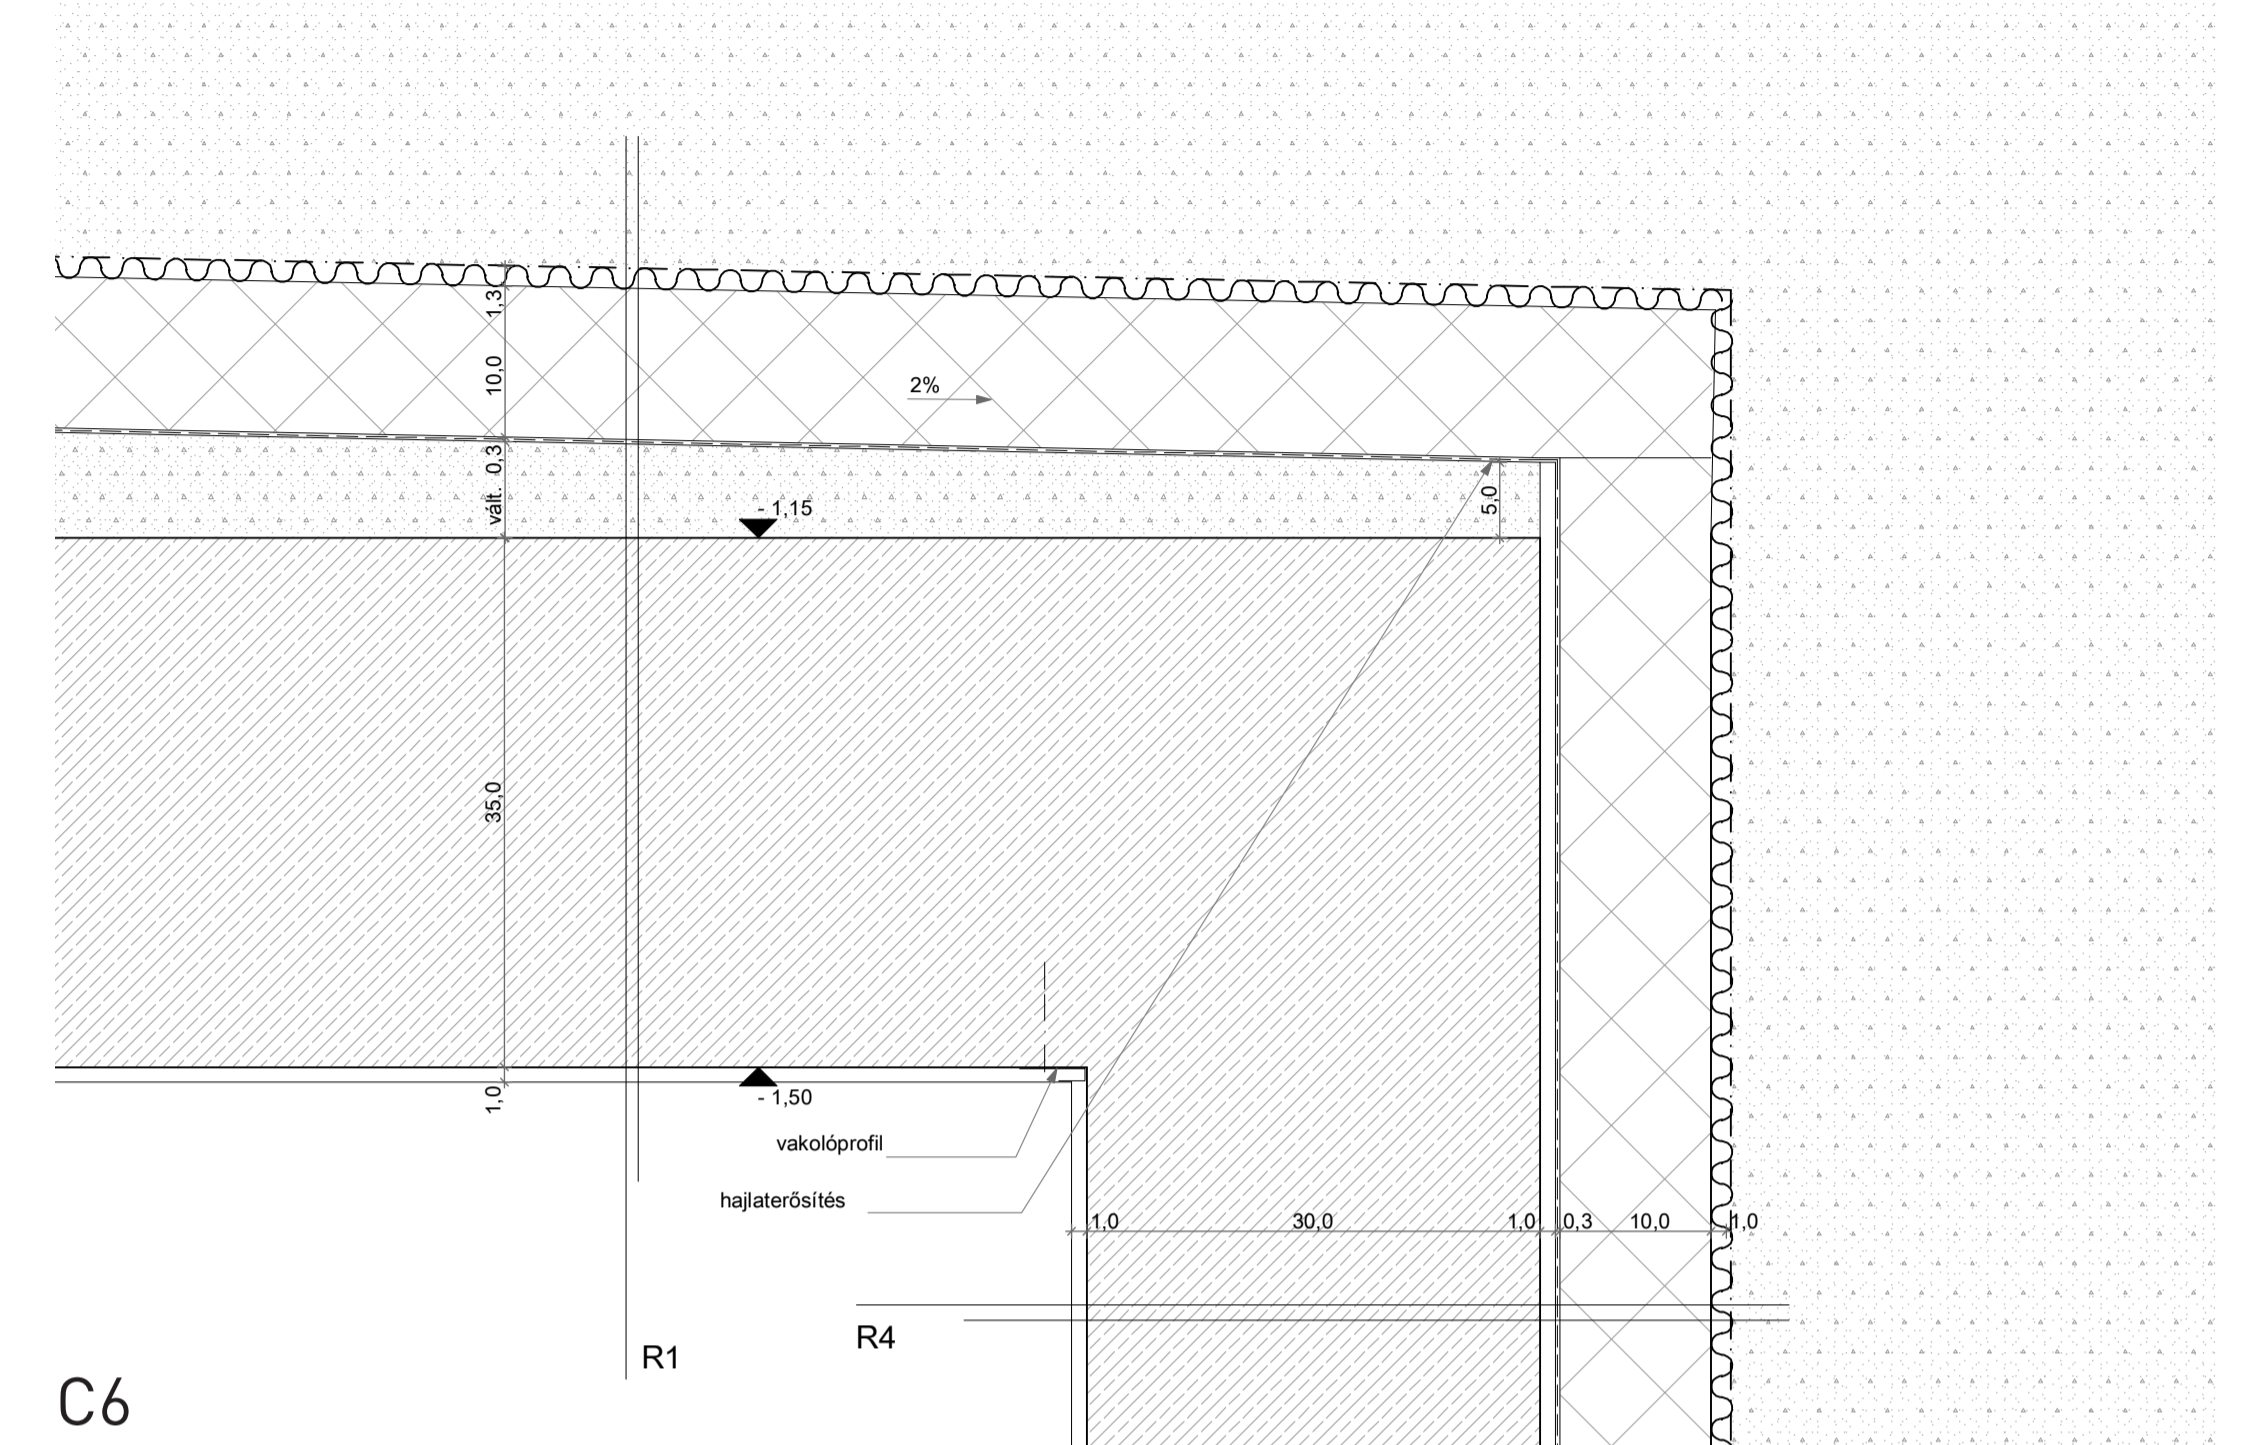 1,3
10,0
2%
0,3
vált.
5,0
- 1,15
35,0
1,0
- 1,50
vakolóprofil
hajlaterősítés
1,0 30,0 1,0 0,3 10,0 1,0
R4
R1
C6